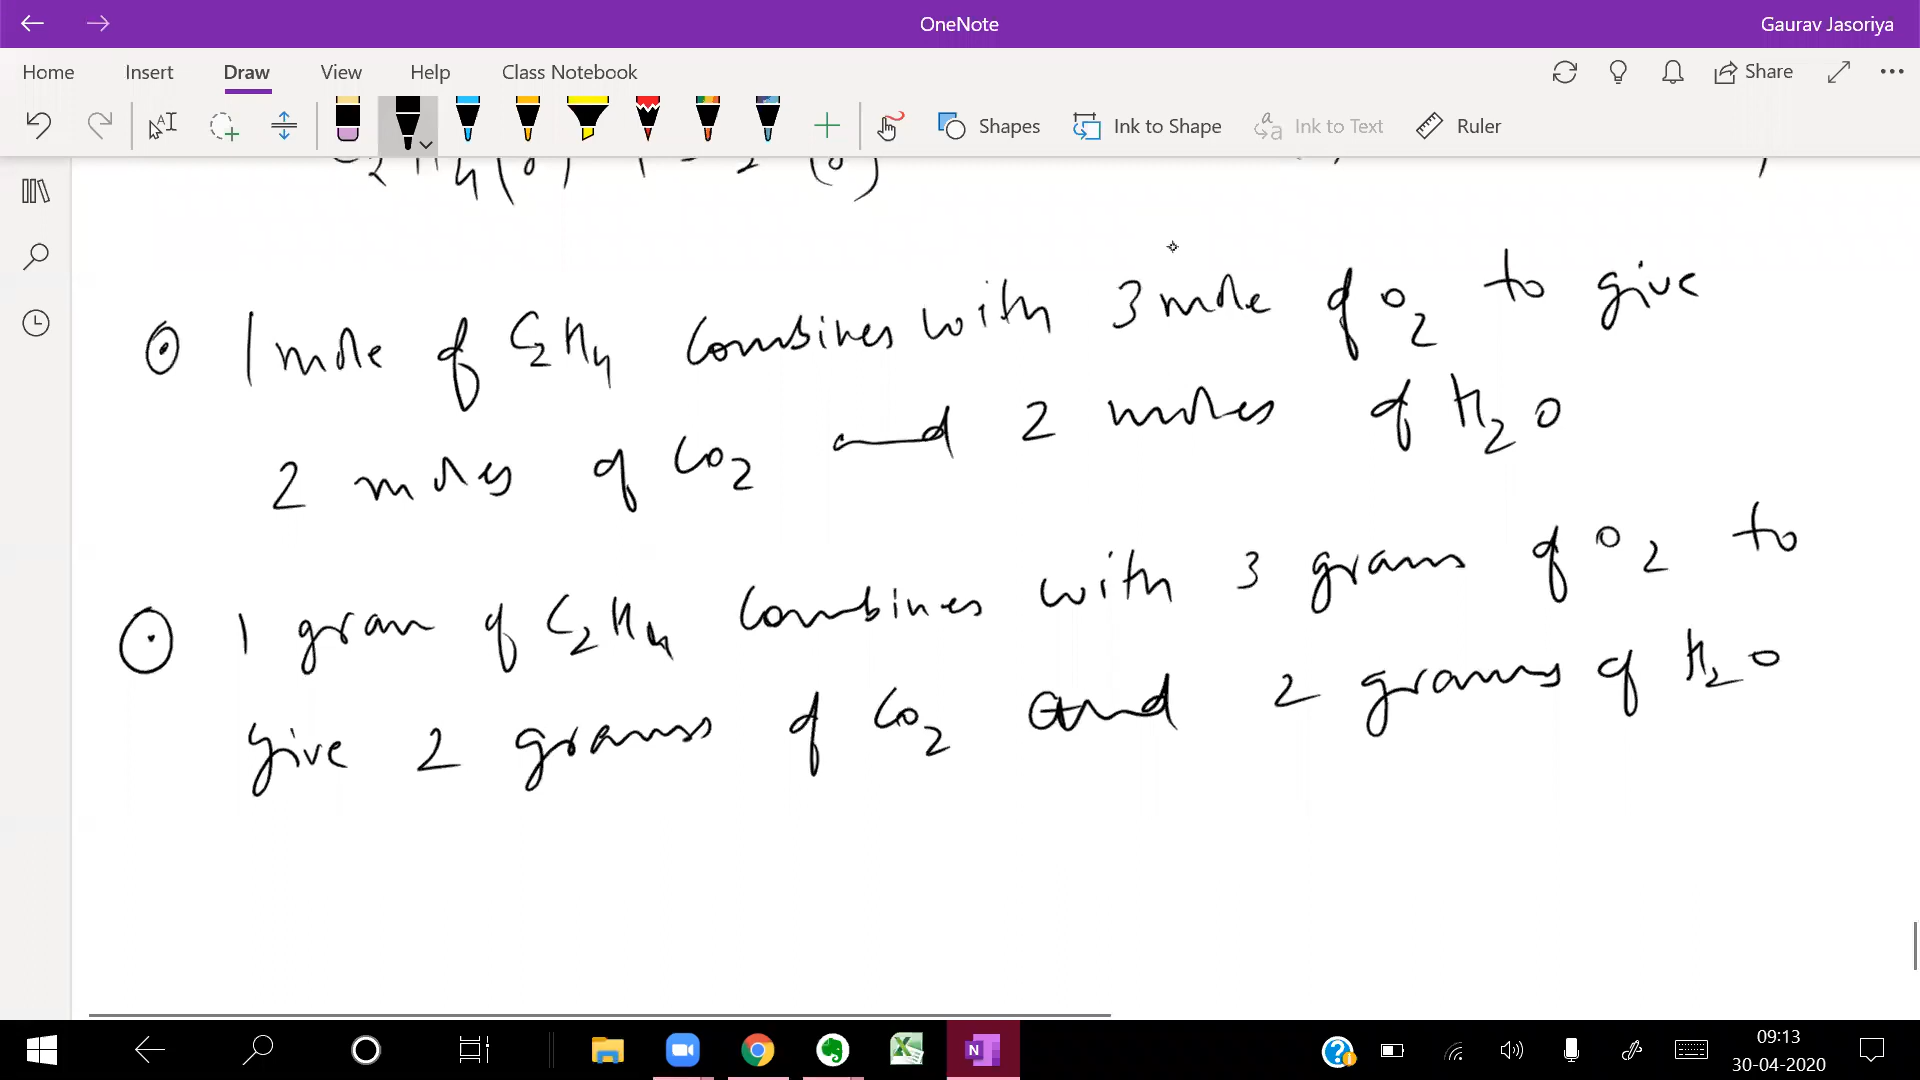 OneNote
Gaurav Jasoriya
Home Insert Draw View Help Class Notebook Share
Shapes Ink to Shape Ink to Text Ruler
1 mole of C2H4 combines with 3 mole of O2 to give
2 moles of CO2 and 2 moles of H2O
1 gram of C2H4 combines with 3 grams of O2 to
give 2 grams of CO2 and 2 grams of H2O
09:13
30-04-2020